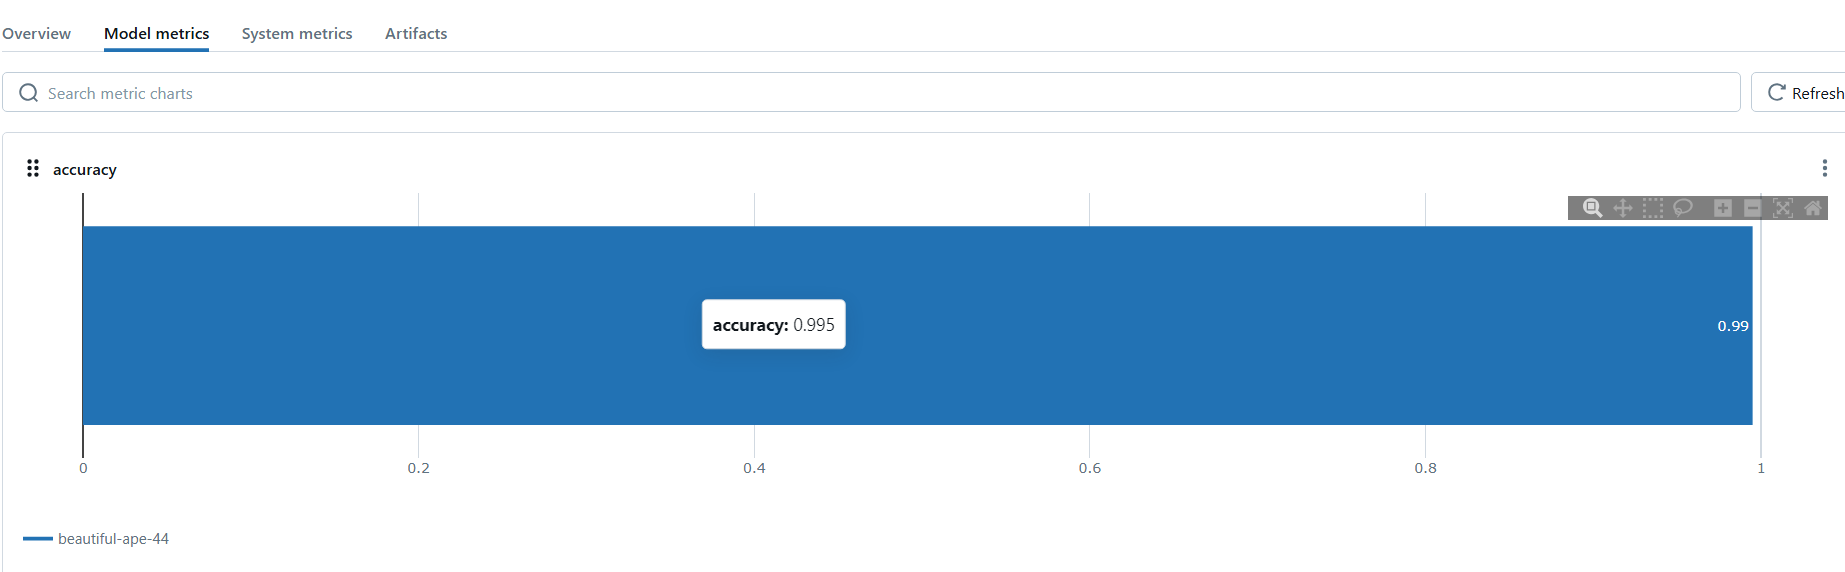 Overview Model metrics System metrics Artifacts
Search metric charts
Refresh
accuracy
accuracy: 0.995
0.99
0 0.2 0.4 0.6 0.8 1
beautiful-ape-44